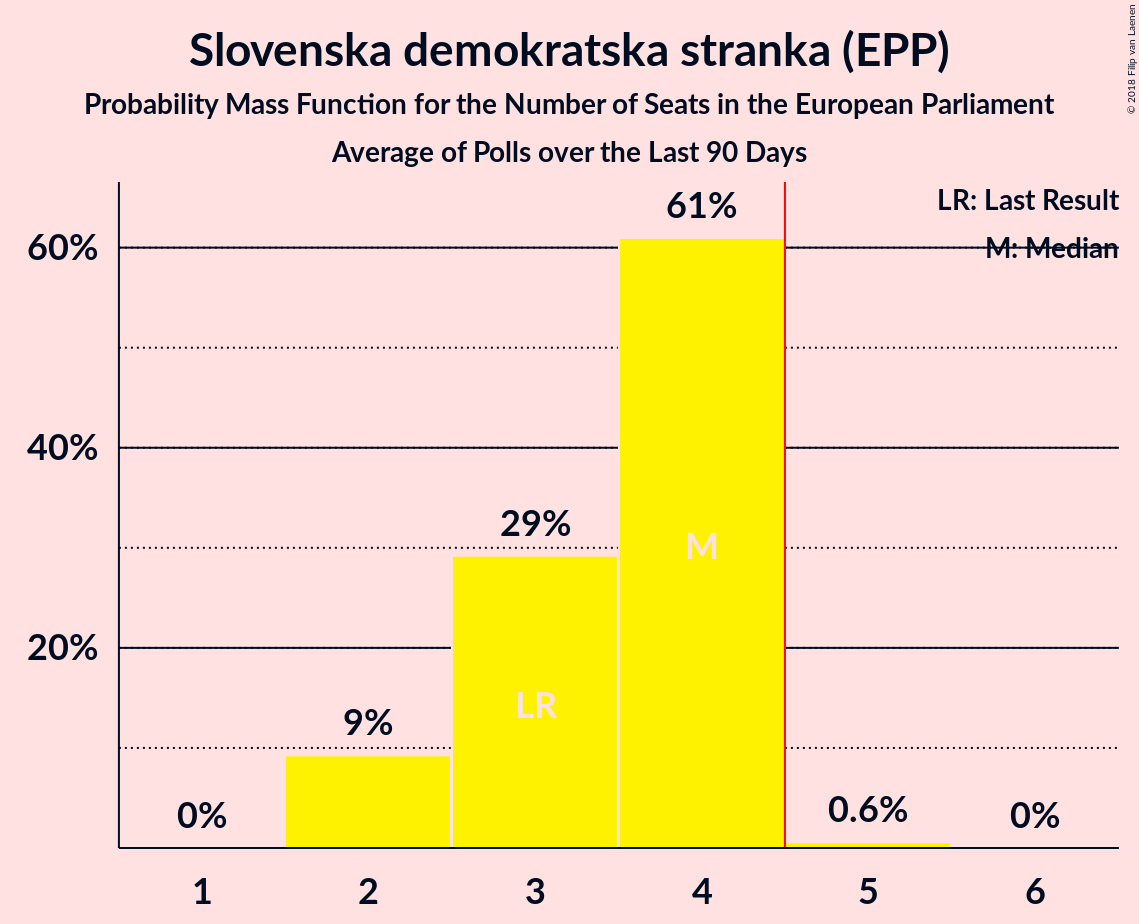 Slovenska demokratska stranka (EPP)
Probability Mass Function for the Number of Seats in the European Parliament
Average of Polls over the Last 90 Days
© 2018 Filip van Laenen
LR: Last Result
M: Median
60%
40%
20%
0%
9%
29%
61%
0.6%
0%
LR
M
1 2 3 4 5 6